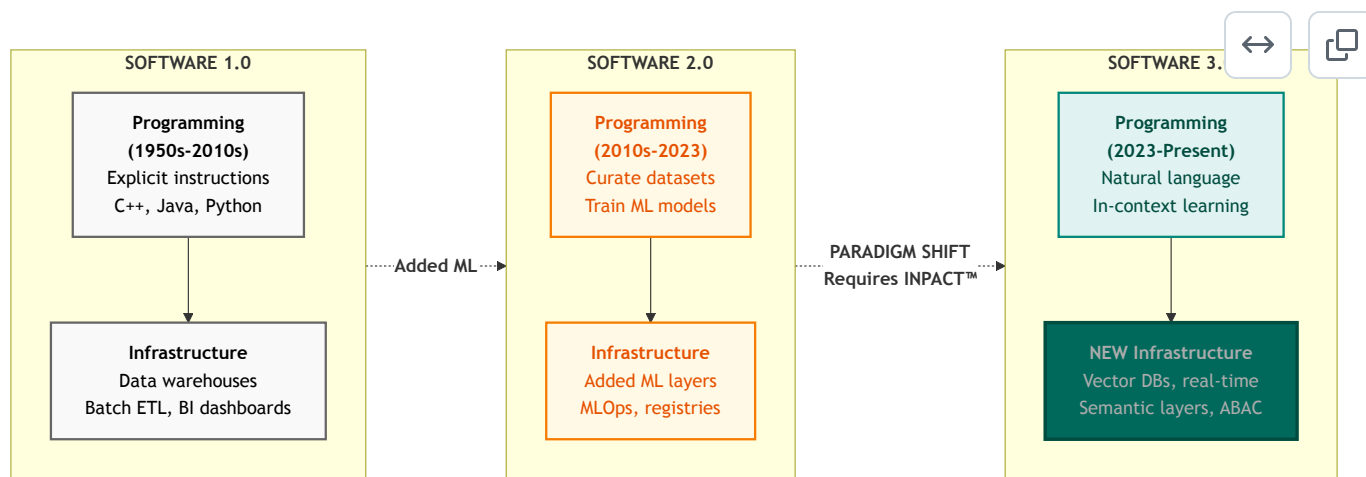 SOFTWARE 1.0
Programming
(1950s-2010s)
Explicit instructions
C++, Java, Python
Infrastructure
Data warehouses
Batch ETL, BI dashboards
Added ML
SOFTWARE 2.0
Programming
(2010s-2023)
Curate datasets
Train ML models
Infrastructure
Added ML layers
MLOps, registries
PARADIGM SHIFT
Requires INPACT™
SOFTWARE 3.
Programming
(2023-Present)
Natural language
In-context learning
NEW Infrastructure
Vector DBs, real-time
Semantic layers, ABAC